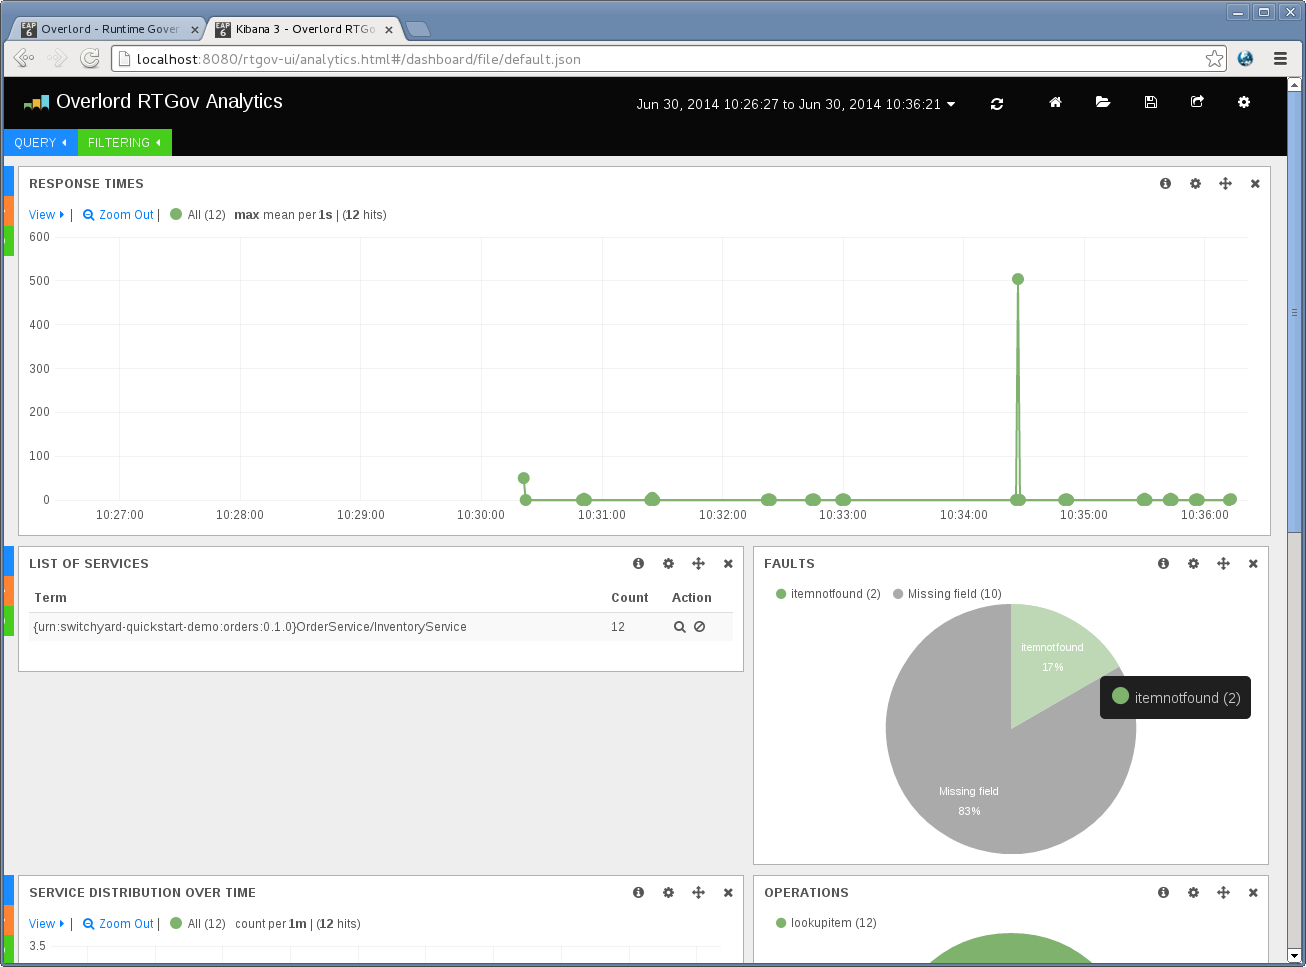 EAP 6 Overlord - Runtime Gover × EAP 6 Kibana 3 - Overlord RTGo ×
localhost:8080/rtgov-ui/analytics.html#/dashboard/file/default.json
Overlord RTGov Analytics Jun 30, 2014 10:26:27 to Jun 30, 2014 10:36:21
QUERY FILTERING
RESPONSE TIMES
View | Zoom Out | All (12) max mean per 1s | (12 hits)
600
500
400
300
200
100
0
10:27:00 10:28:00 10:29:00 10:30:00 10:31:00 10:32:00 10:33:00 10:34:00 10:35:00 10:36:00
LIST OF SERVICES
Term Count Action
{urn:switchyard-quickstart-demo:orders:0.1.0}OrderService/InventoryService 12
FAULTS
itemnotfound (2) Missing field (10)
itemnotfound
17%
itemnotfound (2)
Missing field
83%
SERVICE DISTRIBUTION OVER TIME
View | Zoom Out | All (12) count per 1m | (12 hits)
3.5
OPERATIONS
lookupitem (12)